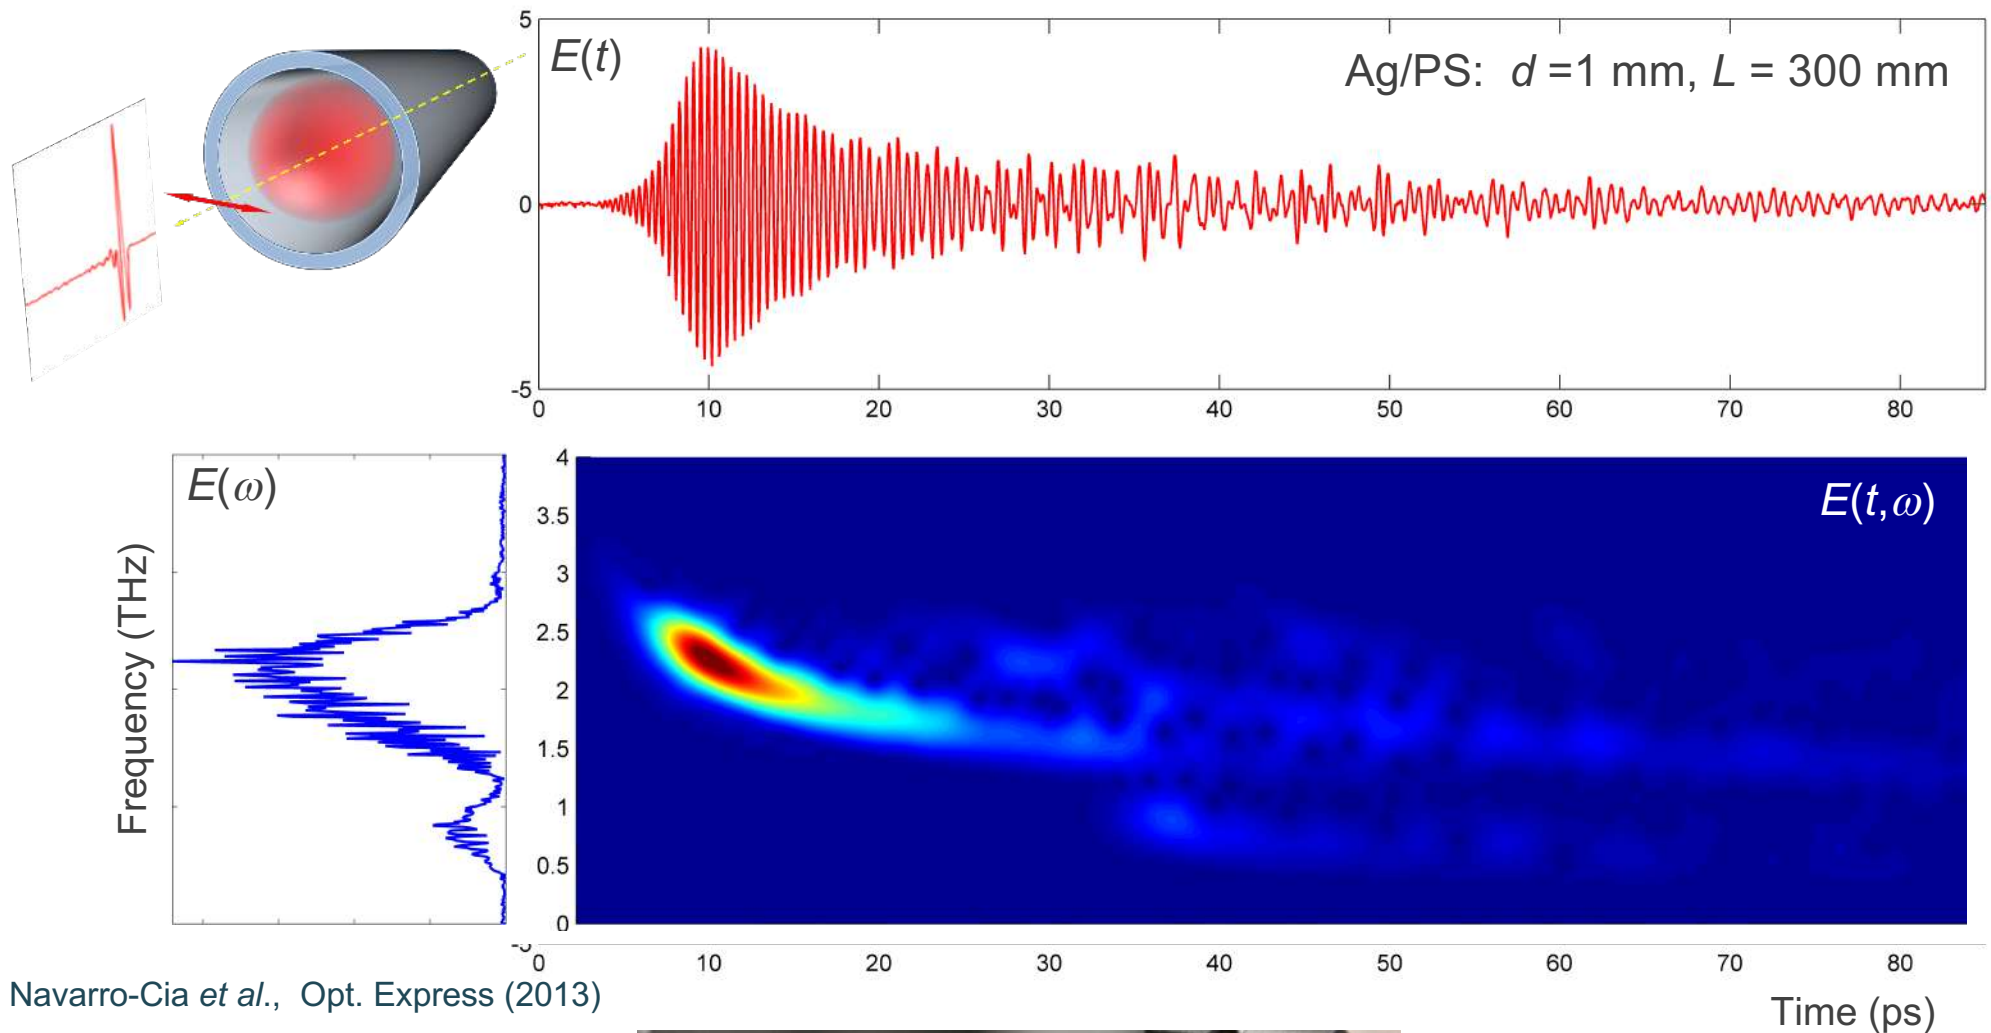 E(t)
Ag/PS: d =1 mm, L = 300 mm
5
0
-5
0 10 20 30 40 50 60 70 80
E(ω)
E(t,ω)
Frequency (THz)
4
3.5
3
2.5
2
1.5
1
0.5
0
-5
0 10 20 30 40 50 60 70 80
Navarro-Cia et al., Opt. Express (2013)
Time (ps)